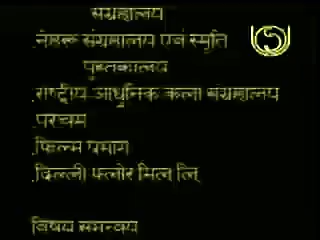 संग्रहालय
नेहरू संग्रहालय एवं स्मृति
पुस्तकालय
राष्ट्रीय आधुनिक कला संग्रहालय
परचम
फिल्म प्रभाग
दिल्ली फ्लोर मिल्स लि
विषय समन्वय